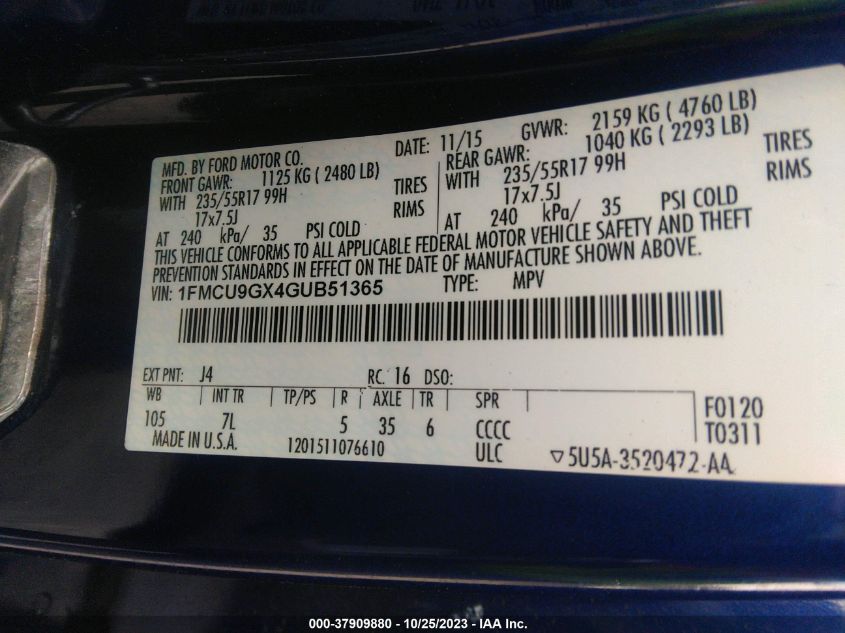 MFD. BY FORD MOTOR CO. DATE: 11/15 GVWR: 2159 KG ( 4760 LB)
FRONT GAWR: 1125 KG ( 2480 LB) REAR GAWR: 1040 KG ( 2293 LB)
WITH 235/55R17 99H TIRES WITH 235/55R17 99H TIRES
17x7.5J RIMS 17x7.5J RIMS
AT 240 kPa/ 35 PSI COLD AT 240 kPa/ 35 PSI COLD
THIS VEHICLE CONFORMS TO ALL APPLICABLE FEDERAL MOTOR VEHICLE SAFETY AND THEFT
PREVENTION STANDARDS IN EFFECT ON THE DATE OF MANUFACTURE SHOWN ABOVE.
VIN: 1FMCU9GX4GUB51365 TYPE: MPV
EXT PNT: J4 RC: 16 DSO:
WB INT TR TP/PS R AXLE TR SPR F0120
105 7L 5 35 6 CCCC T0311
MADE IN U.S.A. 1201511076610 ULC ▽5U5A-3520472-AA
000-37909880 - 10/25/2023 - IAA Inc.